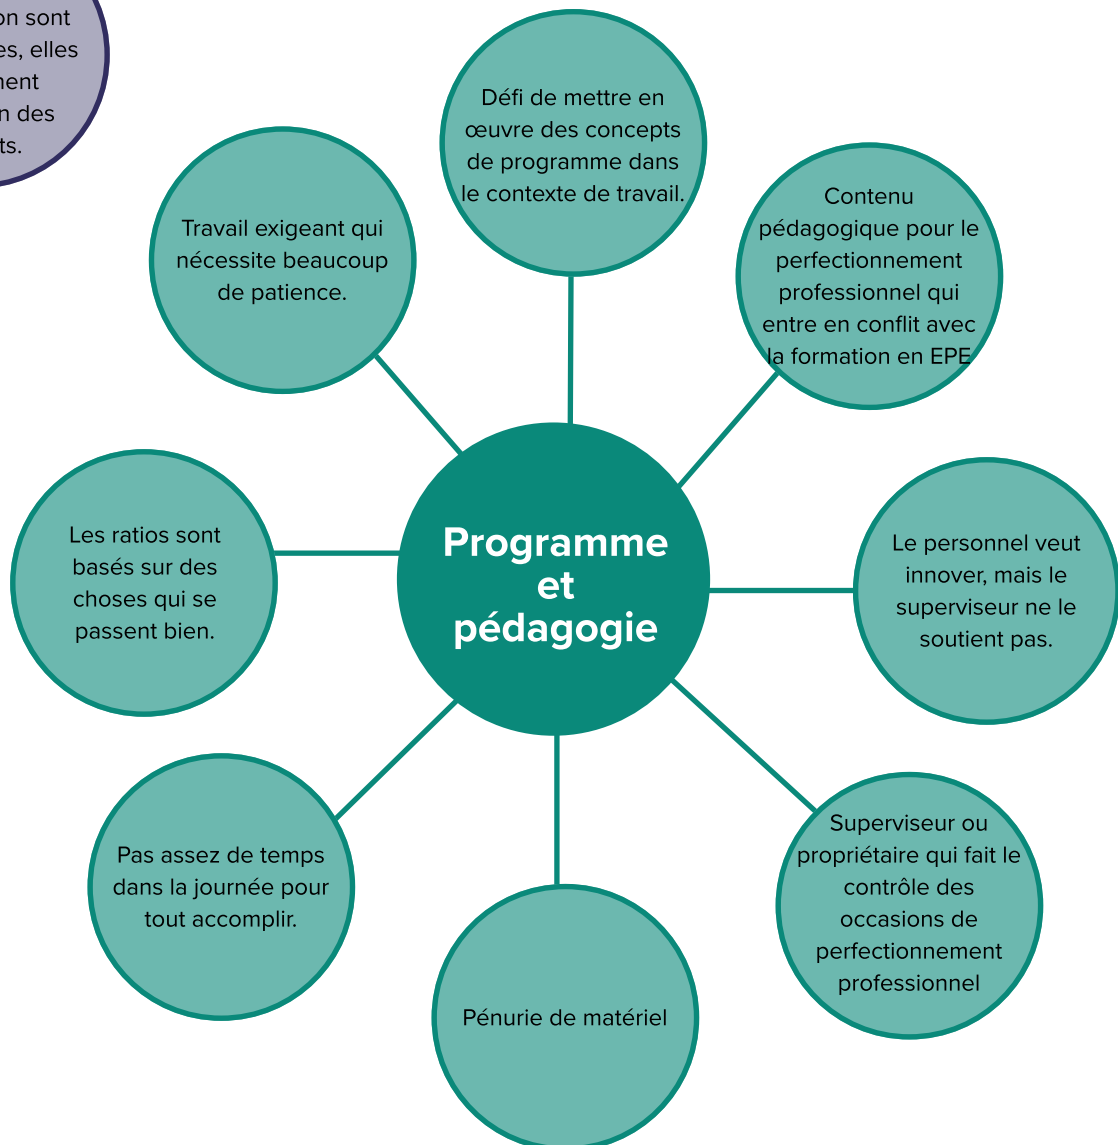 on sont
es, elles
ment
n des
ts.
Défi de mettre en
œuvre des concepts
de programme dans
le contexte de travail.
Contenu
pédagogique pour le
perfectionnement
professionnel qui
entre en conflit avec
la formation en EPE
Travail exigeant qui
nécessite beaucoup
de patience.
Programme
et
pédagogie
Les ratios sont
basés sur des
choses qui se
passent bien.
Le personnel veut
innover, mais le
superviseur ne le
soutient pas.
Pas assez de temps
dans la journée pour
tout accomplir.
Superviseur ou
propriétaire qui fait le
contrôle des
occasions de
perfectionnement
professionnel
Pénurie de matériel